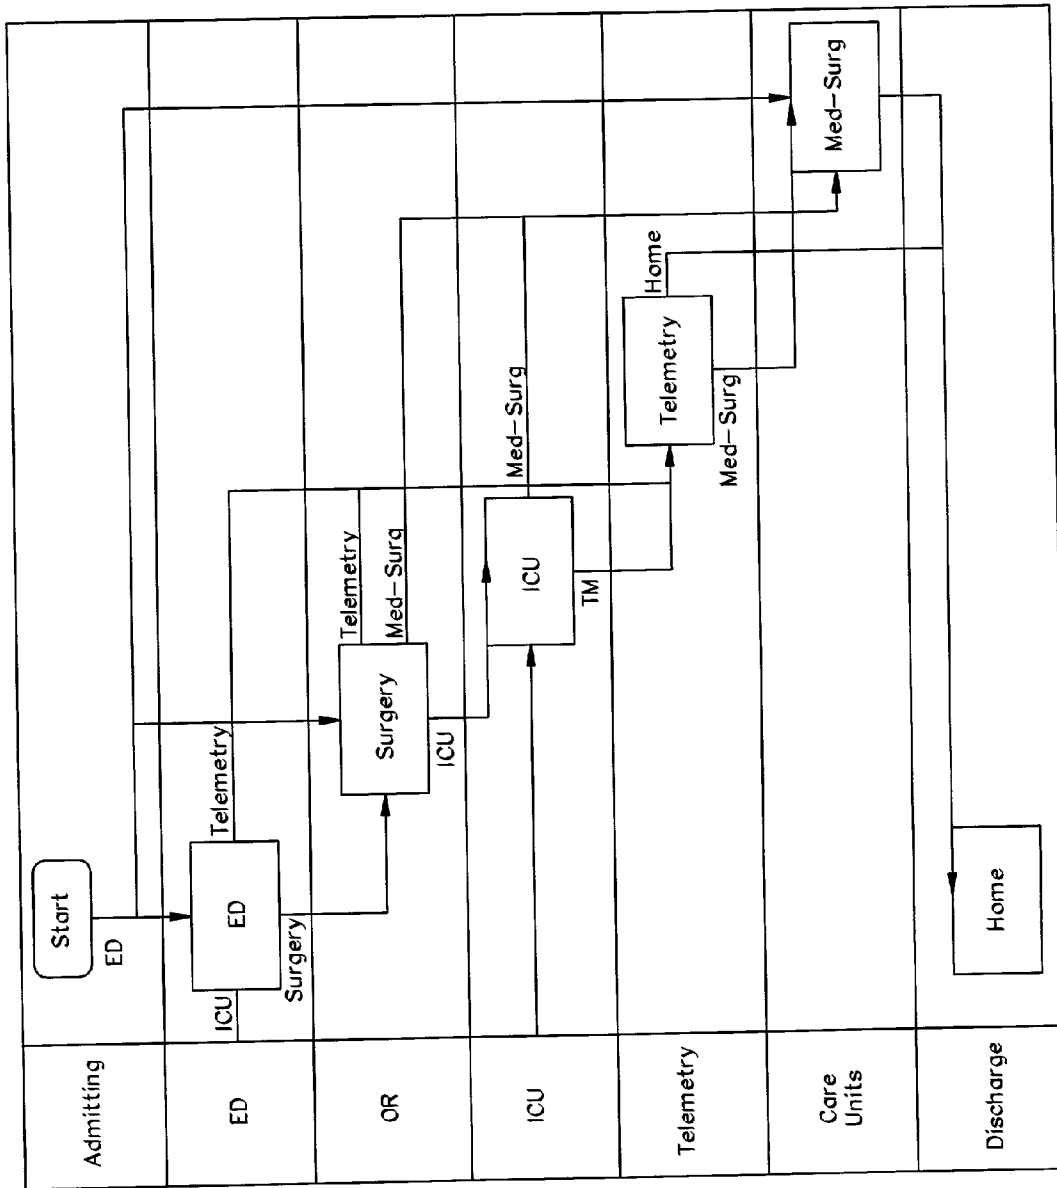 Admitting
Start
ED
ED
ICU
ED
Telemetry
Surgery
OR
Surgery
Telemetry
Med-Surg
ICU
ICU
ICU
Med-Surg
TM
Telemetry
Telemetry
Home
Med-Surg
Care
Units
Med-Surg
Discharge
Home